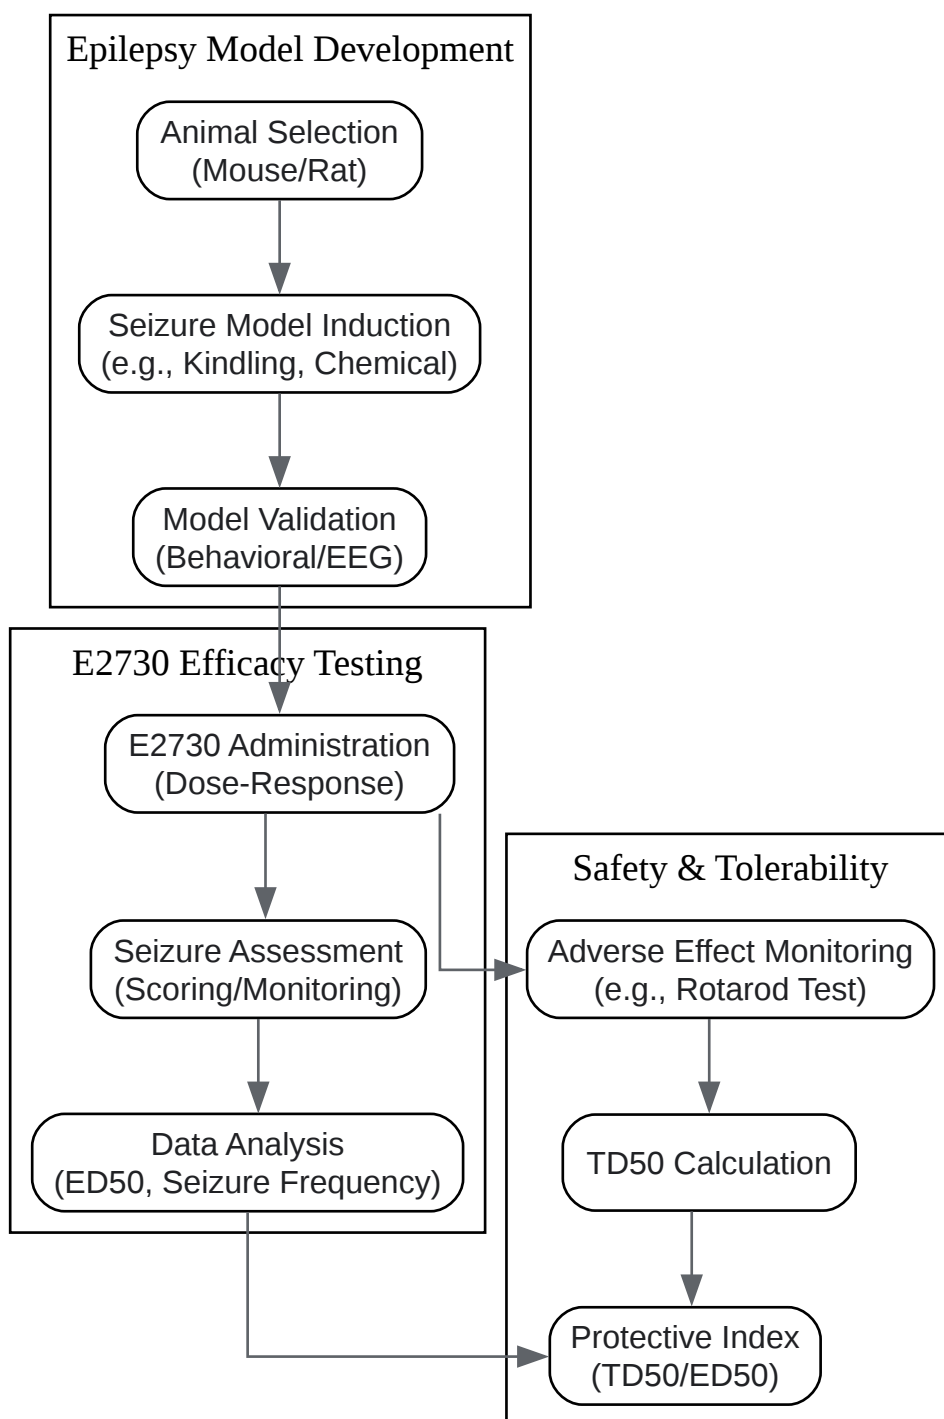 Epilepsy Model Development
Animal Selection
(Mouse/Rat)
Seizure Model Induction
(e.g., Kindling, Chemical)
Model Validation
(Behavioral/EEG)
E2730 Efficacy Testing
E2730 Administration
(Dose-Response)
Seizure Assessment
(Scoring/Monitoring)
Data Analysis
(ED50, Seizure Frequency)
Safety & Tolerability
Adverse Effect Monitoring
(e.g., Rotarod Test)
TD50 Calculation
Protective Index
(TD50/ED50)